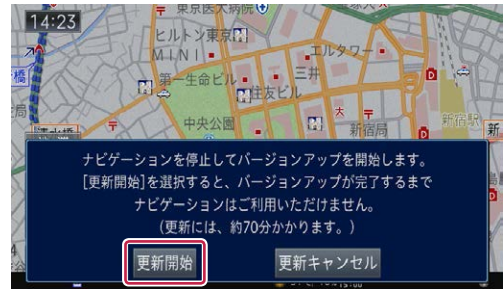 14:23
東京医大病院
ヒルトン東京
MINI
エルタワー
橋
第一生命ビル
三井
住友ビル
中央公園
局
新宿局
新宿駅
新
ナビゲーションを停止してバージョンアップを開始します。
[更新開始]を選択すると、バージョンアップが完了するまで
ナビゲーションはご利用いただけません。
(更新には、約70分かかります。)
更新開始
更新キャンセル